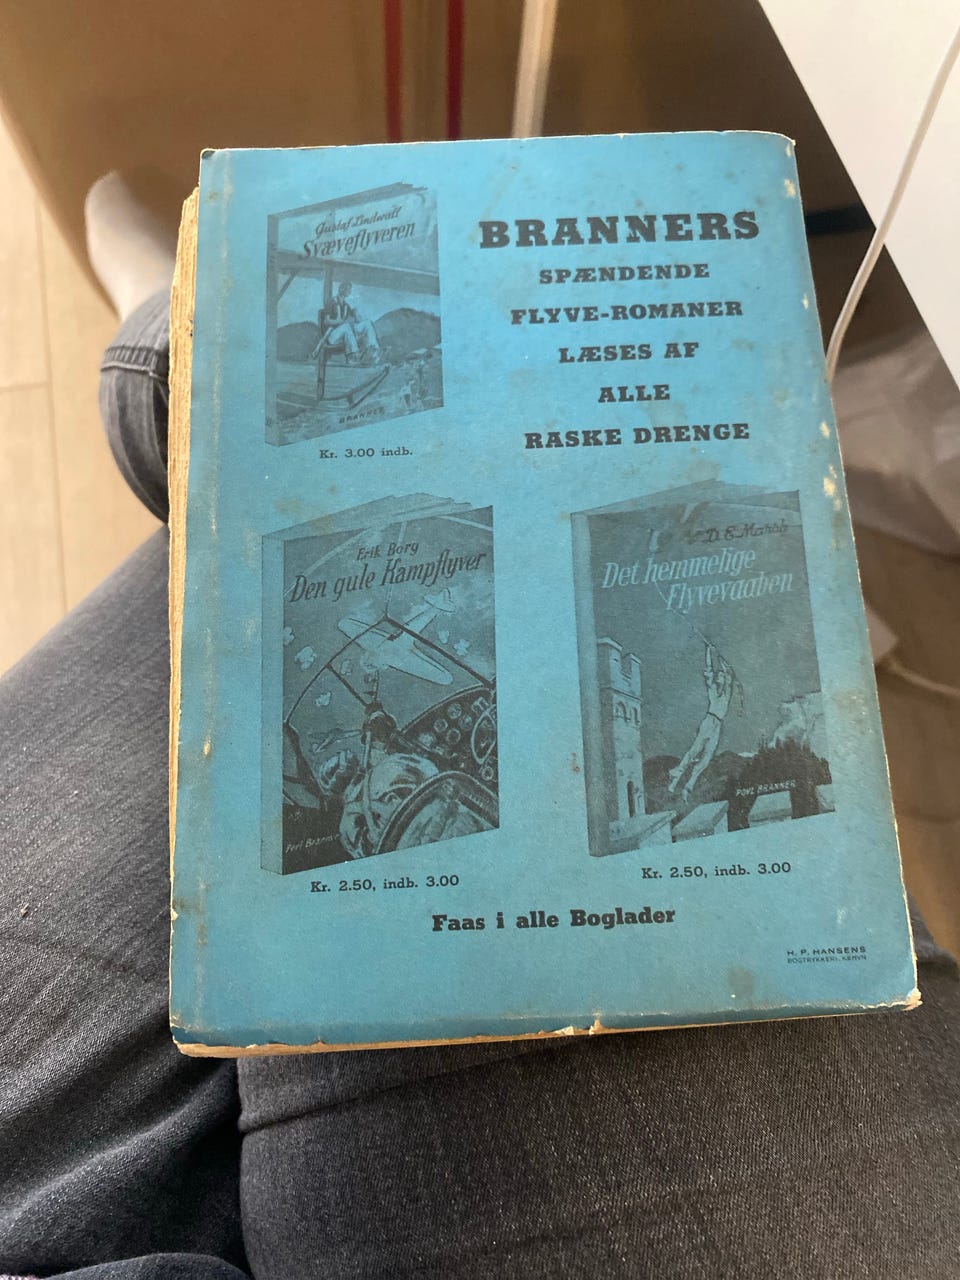 Gustaf Lindwall
Svæveflyveren
BRANNER
Kr. 3.00 indb.
BRANNERS
SPÆNDENDE
FLYVE-ROMANER
LÆSES AF
ALLE
RASKE DRENGE
Erik Borg
Den gule Kampflyver
Povl Branner
Kr. 2.50, indb. 3.00
D. E. Marsh
Det hemmelige
Flyvevaaben
POVL BRANNER
Kr. 2.50, indb. 3.00
Faas i alle Boglader
H. P. HANSENS
BOGTRYKKERI, KBHVN